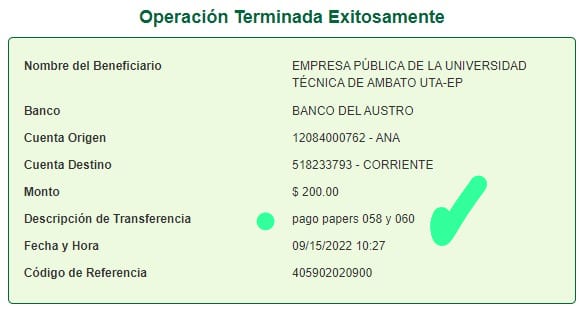 Operación Terminada Exitosamente
Nombre del Beneficiario EMPRESA PÚBLICA DE LA UNIVERSIDAD
TÉCNICA DE AMBATO UTA-EP
Banco BANCO DEL AUSTRO
Cuenta Origen 12084000762 - ANA
Cuenta Destino 518233793 - CORRIENTE
Monto $ 200.00
Descripción de Transferencia pago papers 058 y 060
Fecha y Hora 09/15/2022 10:27
Código de Referencia 405902020900